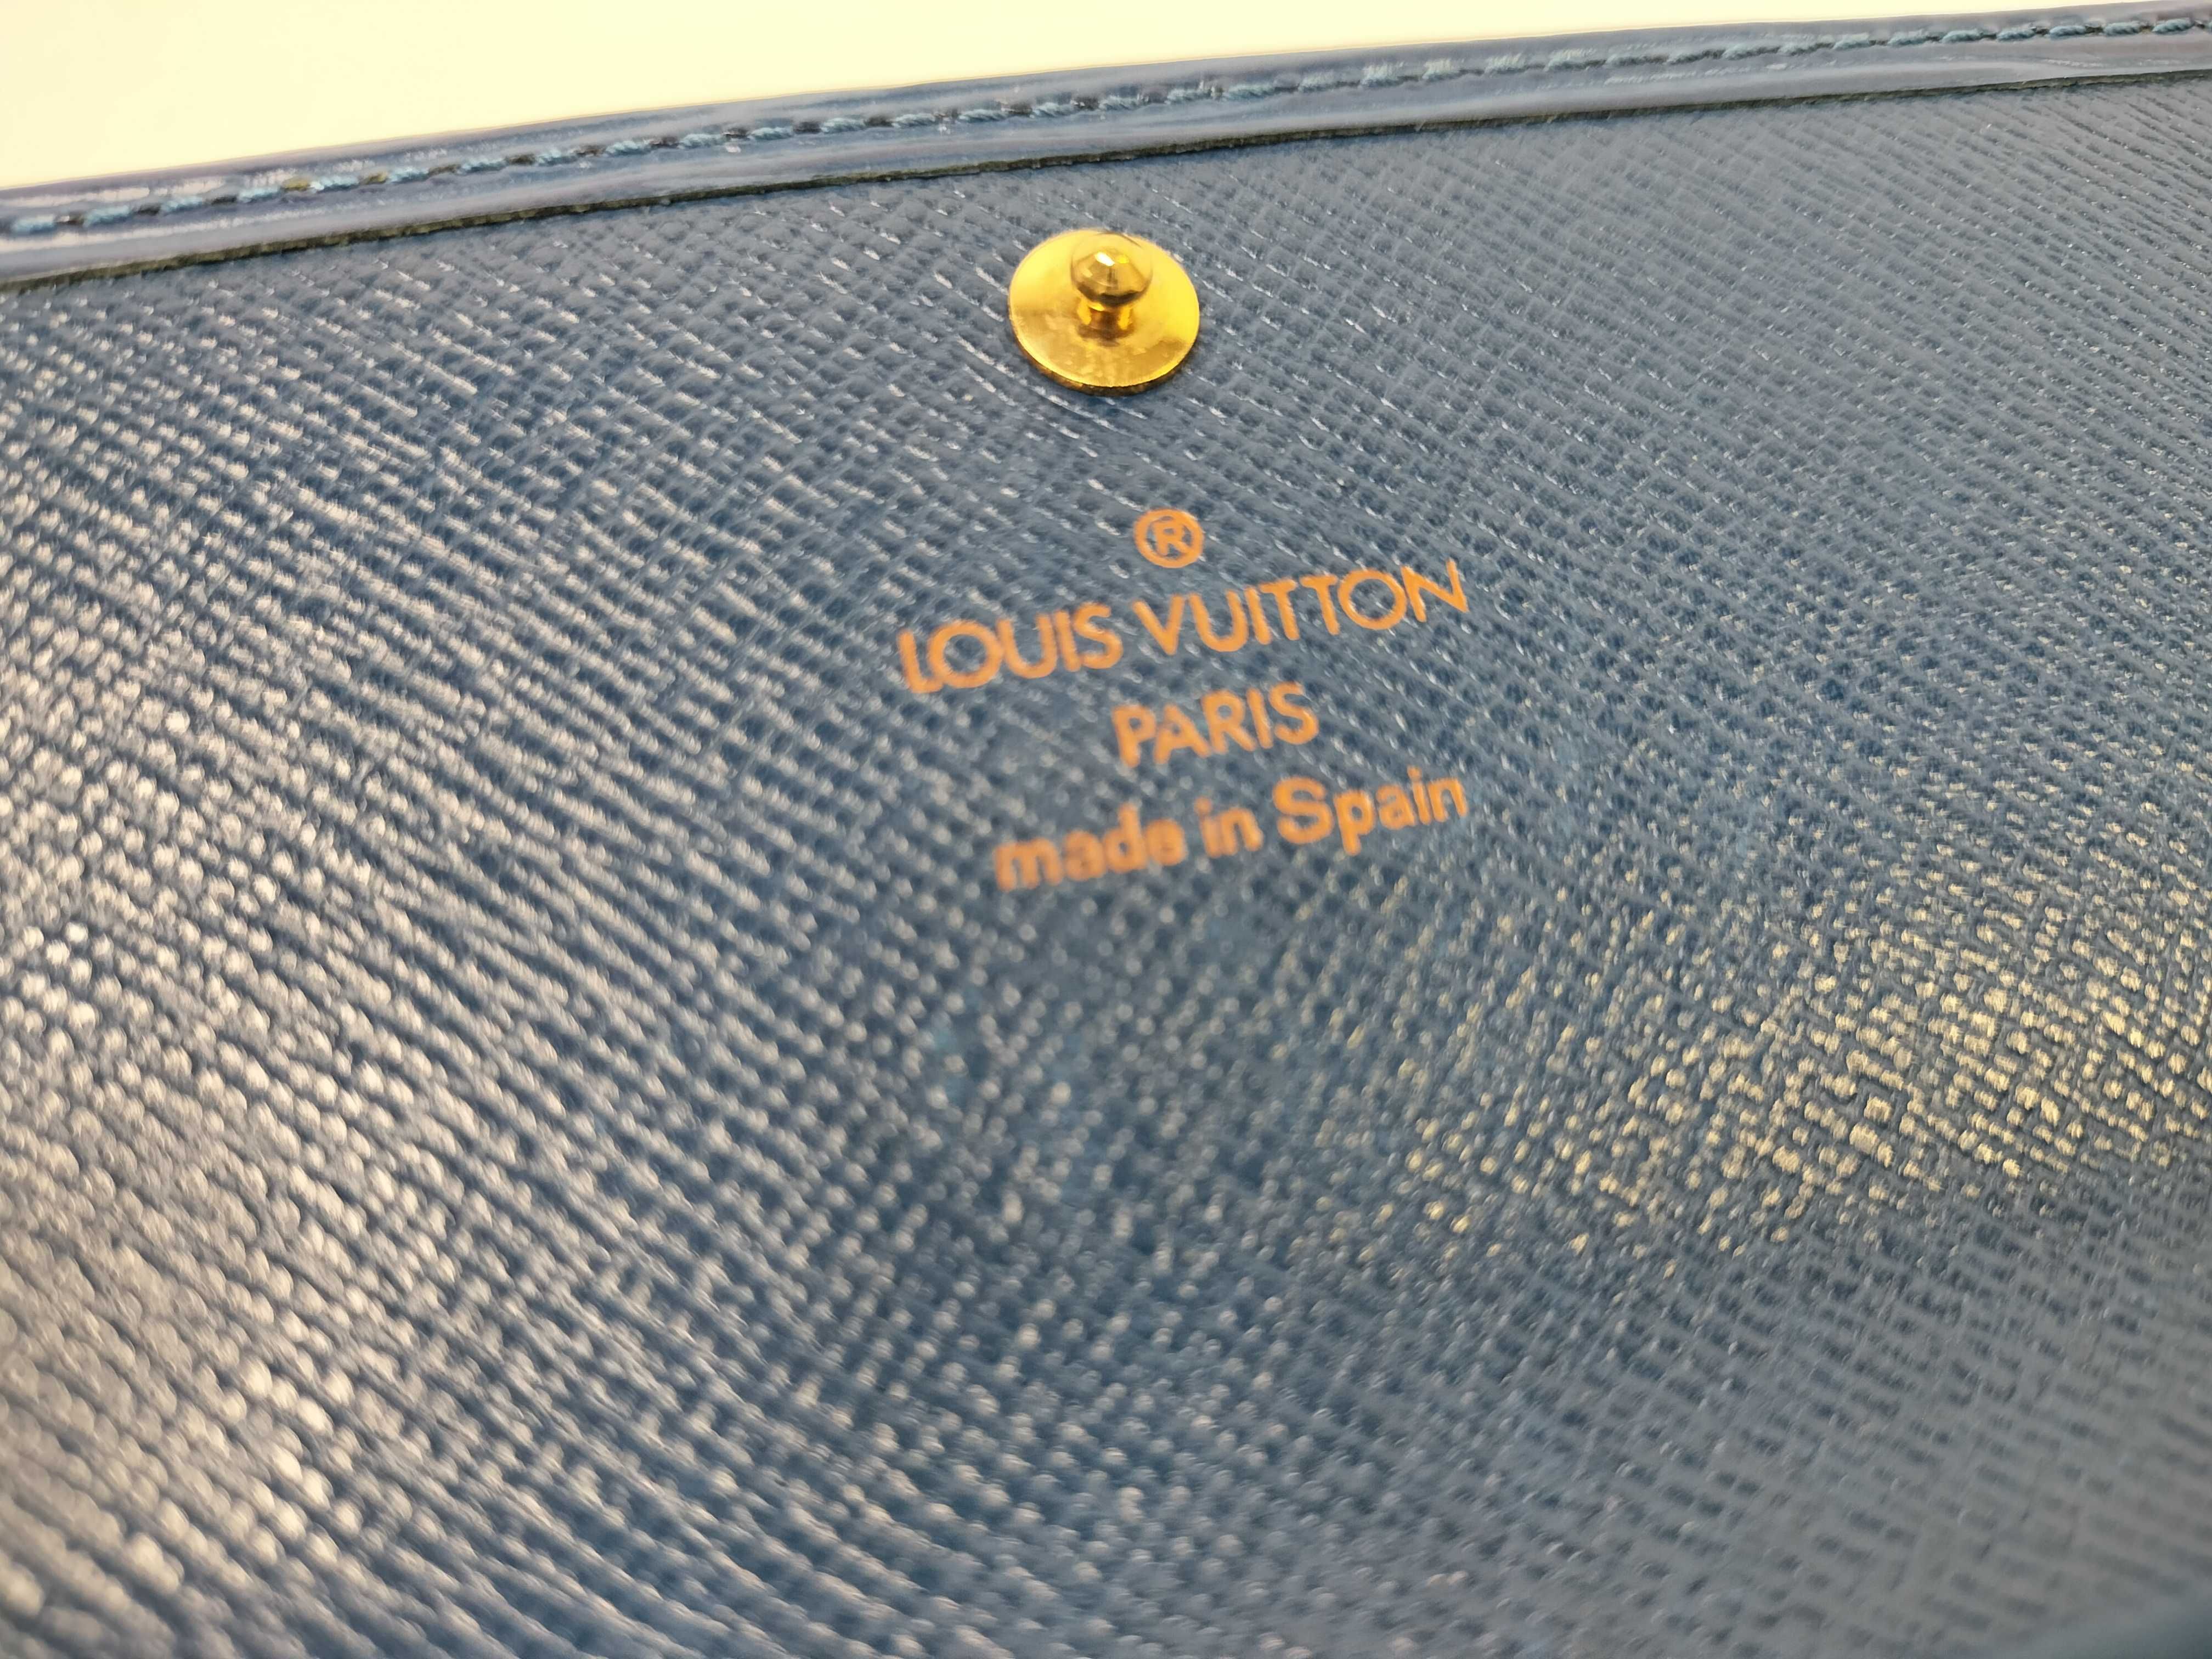 ®
LOUIS VUITTON
PARIS
made in Spain